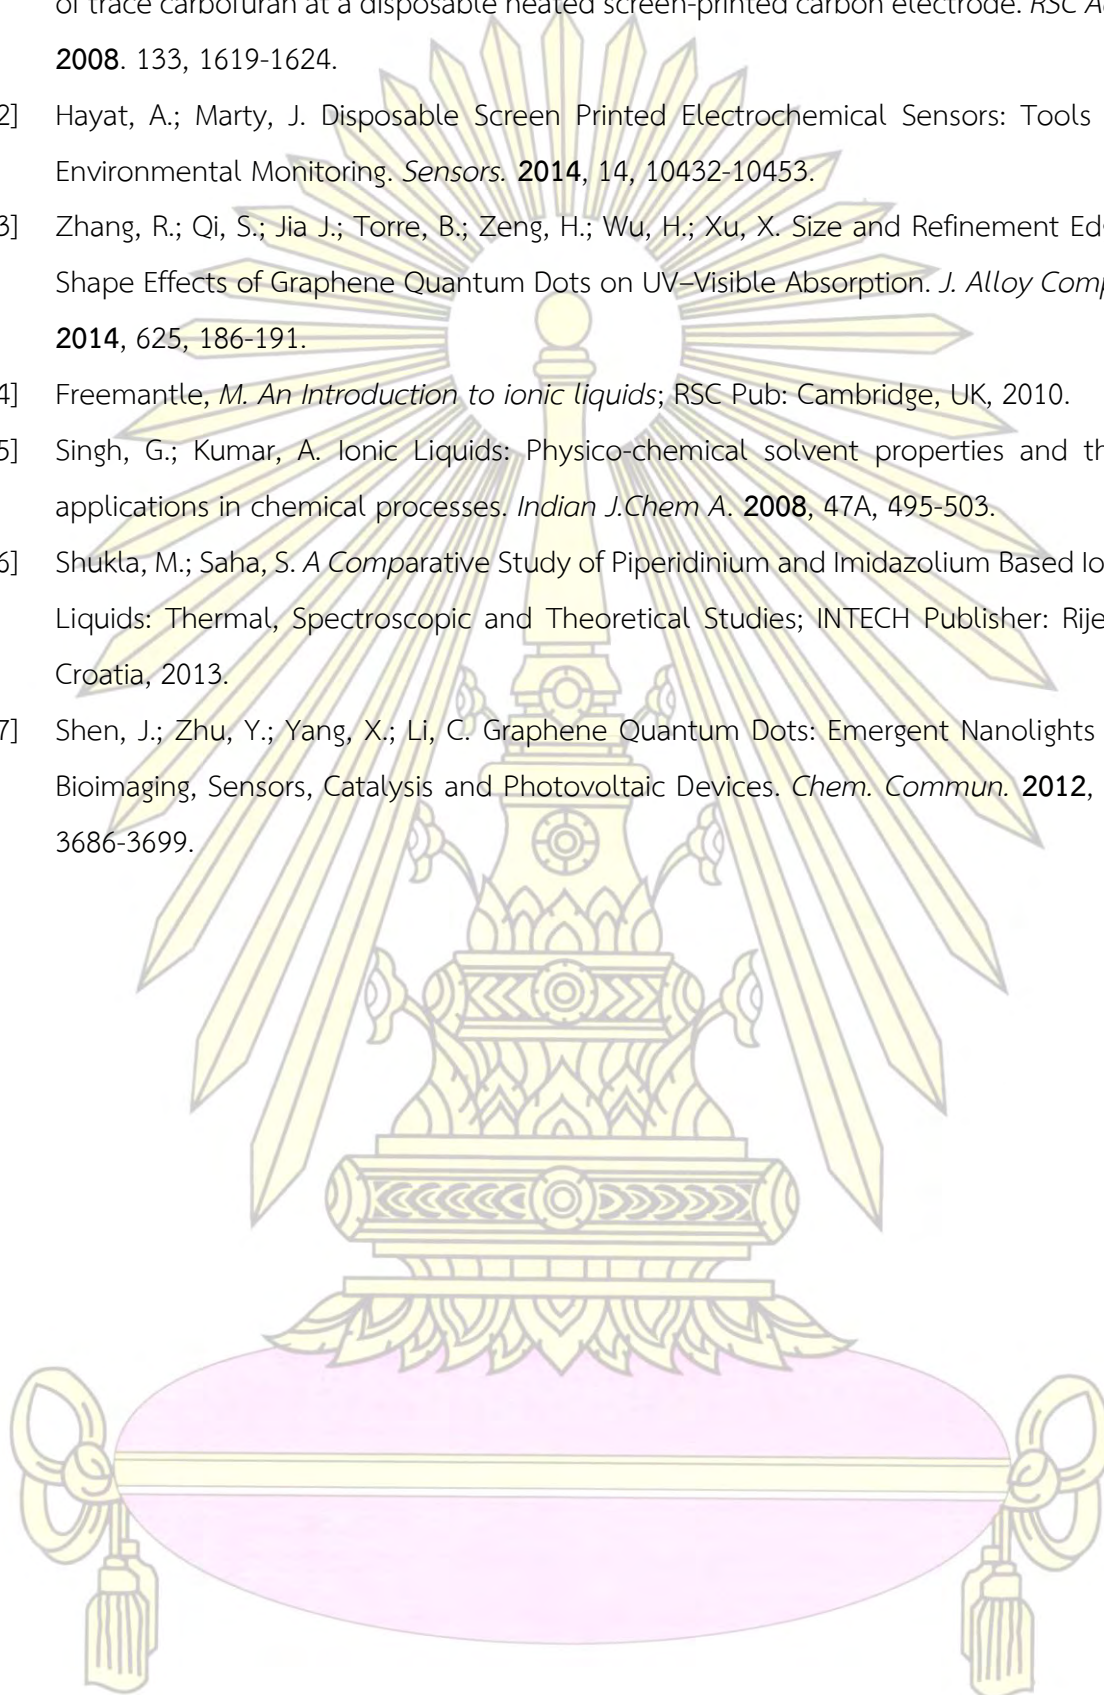 of trace carbofuran at a disposable heated screen-printed carbon electrode. RSC A
2008. 133, 1619-1624.
2] Hayat, A.; Marty, J. Disposable Screen Printed Electrochemical Sensors: Tools
Environmental Monitoring. Sensors. 2014, 14, 10432-10453.
3] Zhang, R.; Qi, S.; Jia J.; Torre, B.; Zeng, H.; Wu, H.; Xu, X. Size and Refinement Ed
Shape Effects of Graphene Quantum Dots on UV–Visible Absorption. J. Alloy Comp
2014, 625, 186-191.
4] Freemantle, M. An Introduction to ionic liquids; RSC Pub: Cambridge, UK, 2010.
5] Singh, G.; Kumar, A. Ionic Liquids: Physico-chemical solvent properties and th
applications in chemical processes. Indian J.Chem A. 2008, 47A, 495-503.
6] Shukla, M.; Saha, S. A Comparative Study of Piperidinium and Imidazolium Based Io
Liquids: Thermal, Spectroscopic and Theoretical Studies; INTECH Publisher: Rije
Croatia, 2013.
7] Shen, J.; Zhu, Y.; Yang, X.; Li, C. Graphene Quantum Dots: Emergent Nanolights
Bioimaging, Sensors, Catalysis and Photovoltaic Devices. Chem. Commun. 2012,
3686-3699.